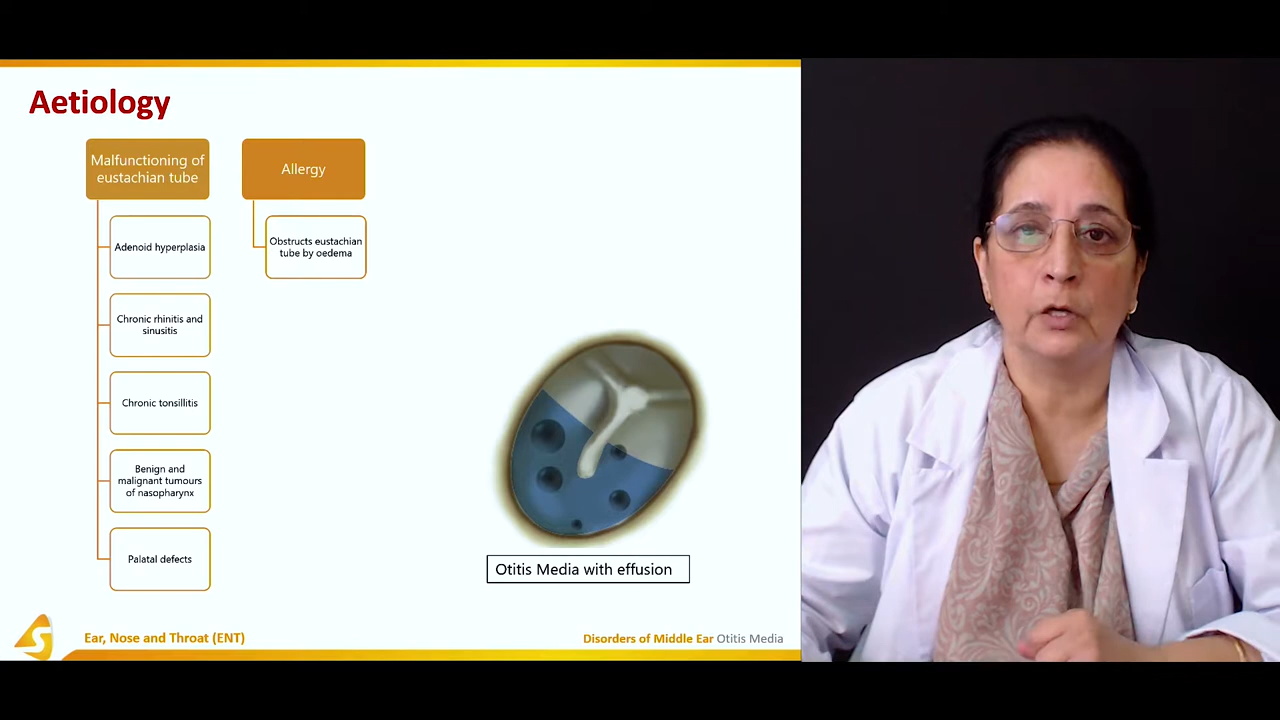 Aetiology
Malfunctioning of
eustachian tube
Adenoid hyperplasia
Chronic rhinitis and
sinusitis
Chronic tonsillitis
Benign and
malignant tumours
of nasopharynx
Palatal defects
Allergy
Obstructs eustachian
tube by oedema
Otitis Media with effusion
Ear, Nose and Throat (ENT)
Disorders of Middle Ear Otitis Media